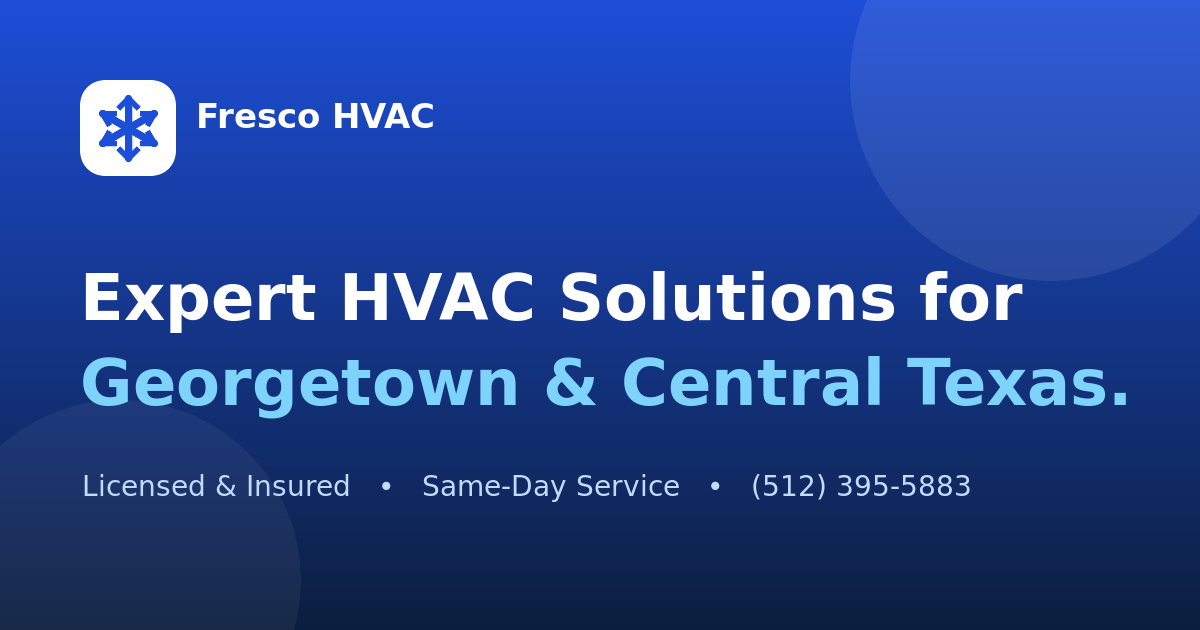 Fresco HVAC
Expert HVAC Solutions for
Georgetown & Central Texas.
Licensed & Insured • Same-Day Service • (512) 395-5883